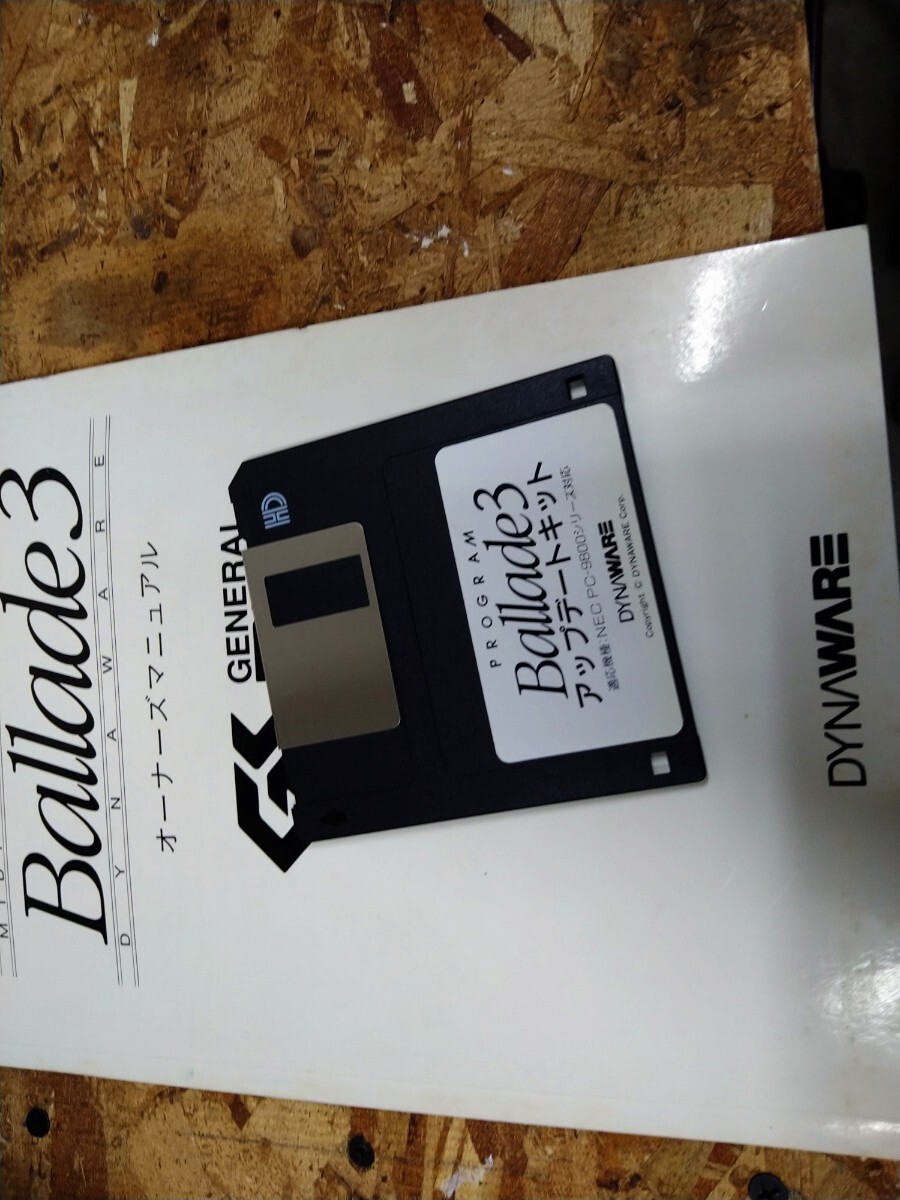 MIDI
Ballade3
DYNAWARE
オーナーズマニュアル
GENERAL
HD
PROGRAM
Ballade3
アップデートキット
適応機種:NEC PC-9800シリーズ対応
DYNAWARE
Copyright © DYNAWARE Corp.
DYNAWARE